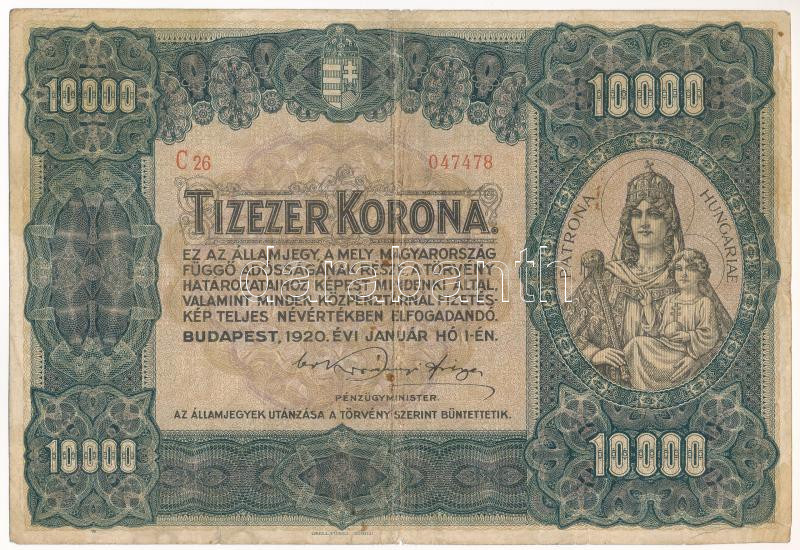 10000
10000
C 26
047478
TIZEZER KORONA.
EZ AZ ÁLLAMJEGY, A MELY MAGYARORSZÁG
FÜGGŐ ADÓSSÁGÁNAK RÉSZE, A TÖRVÉNY
HATÁROZATAIHOZ KÉPEST MINDENKI ÁLTAL,
VALAMINT MINDEN KÖZPÉNZTÁRNÁL FIZETÉS-
KÉP TELJES NÉVÉRTÉKBEN ELFOGADANDÓ.
BUDAPEST, 1920. ÉVI JANUÁR HÓ 1-ÉN.
PÉNZÜGYMINISTER.
AZ ÁLLAMJEGYEK UTÁNZÁSA A TÖRVÉNY SZERINT BÜNTETTETIK.
PATRONA HUNGARIAE
10000
10000